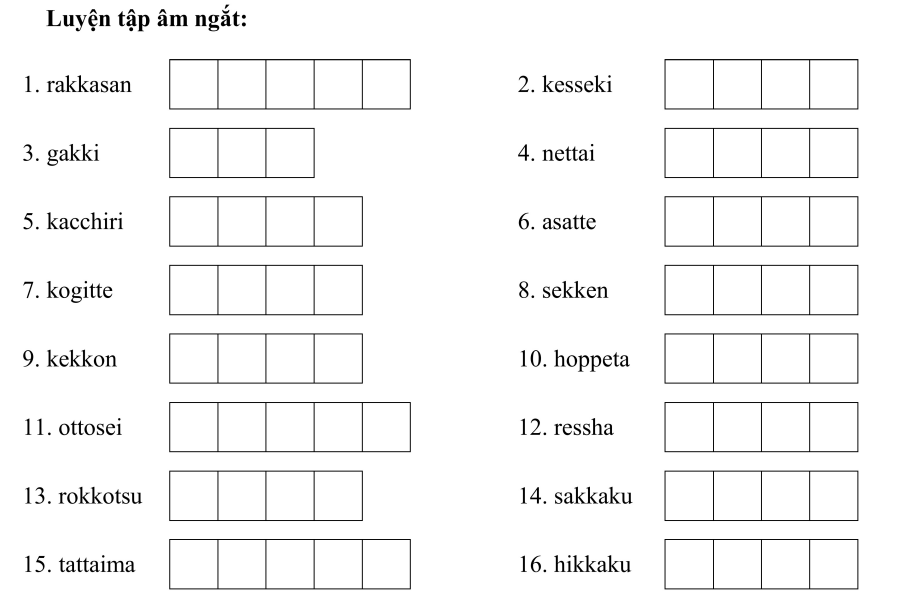 Luyện tập âm ngắt:
1. rakkasan
2. kesseki
3. gakki
4. nettai
5. kacchiri
6. asatte
7. kogitte
8. sekken
9. kekkon
10. hoppeta
11. ottosei
12. ressha
13. rokkotsu
14. sakkaku
15. tattaima
16. hikkaku